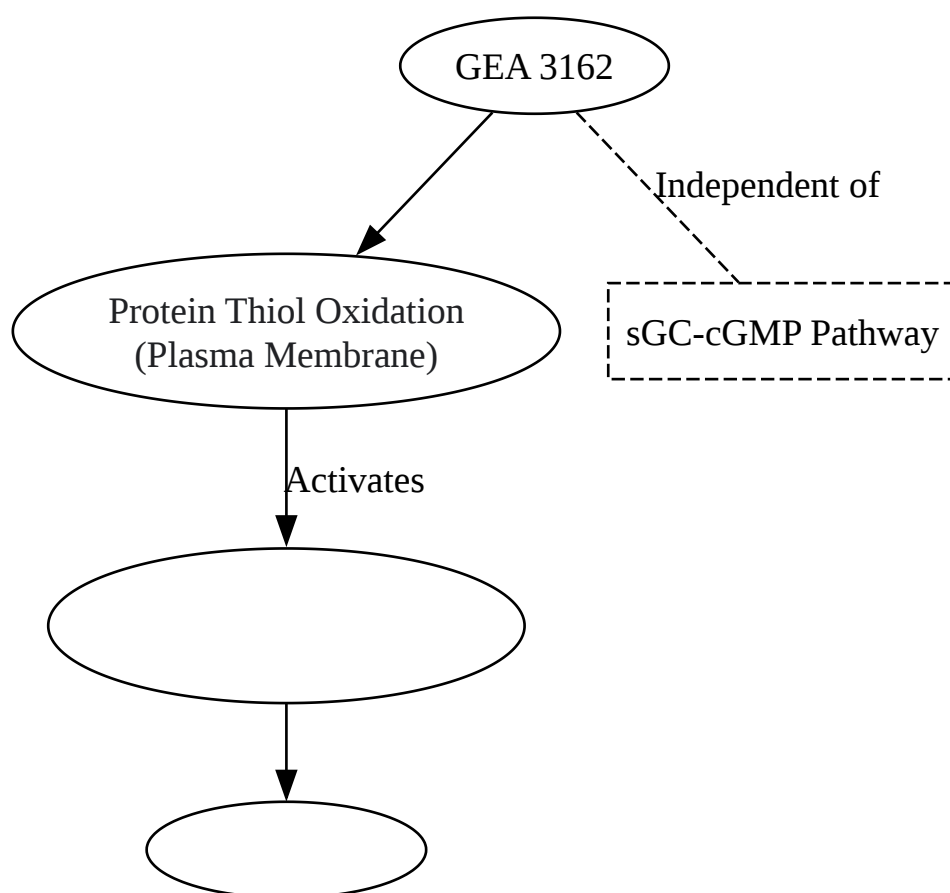 GEA 3162
Independent of
Protein Thiol Oxidation
(Plasma Membrane)
sGC-cGMP Pathway
Activates